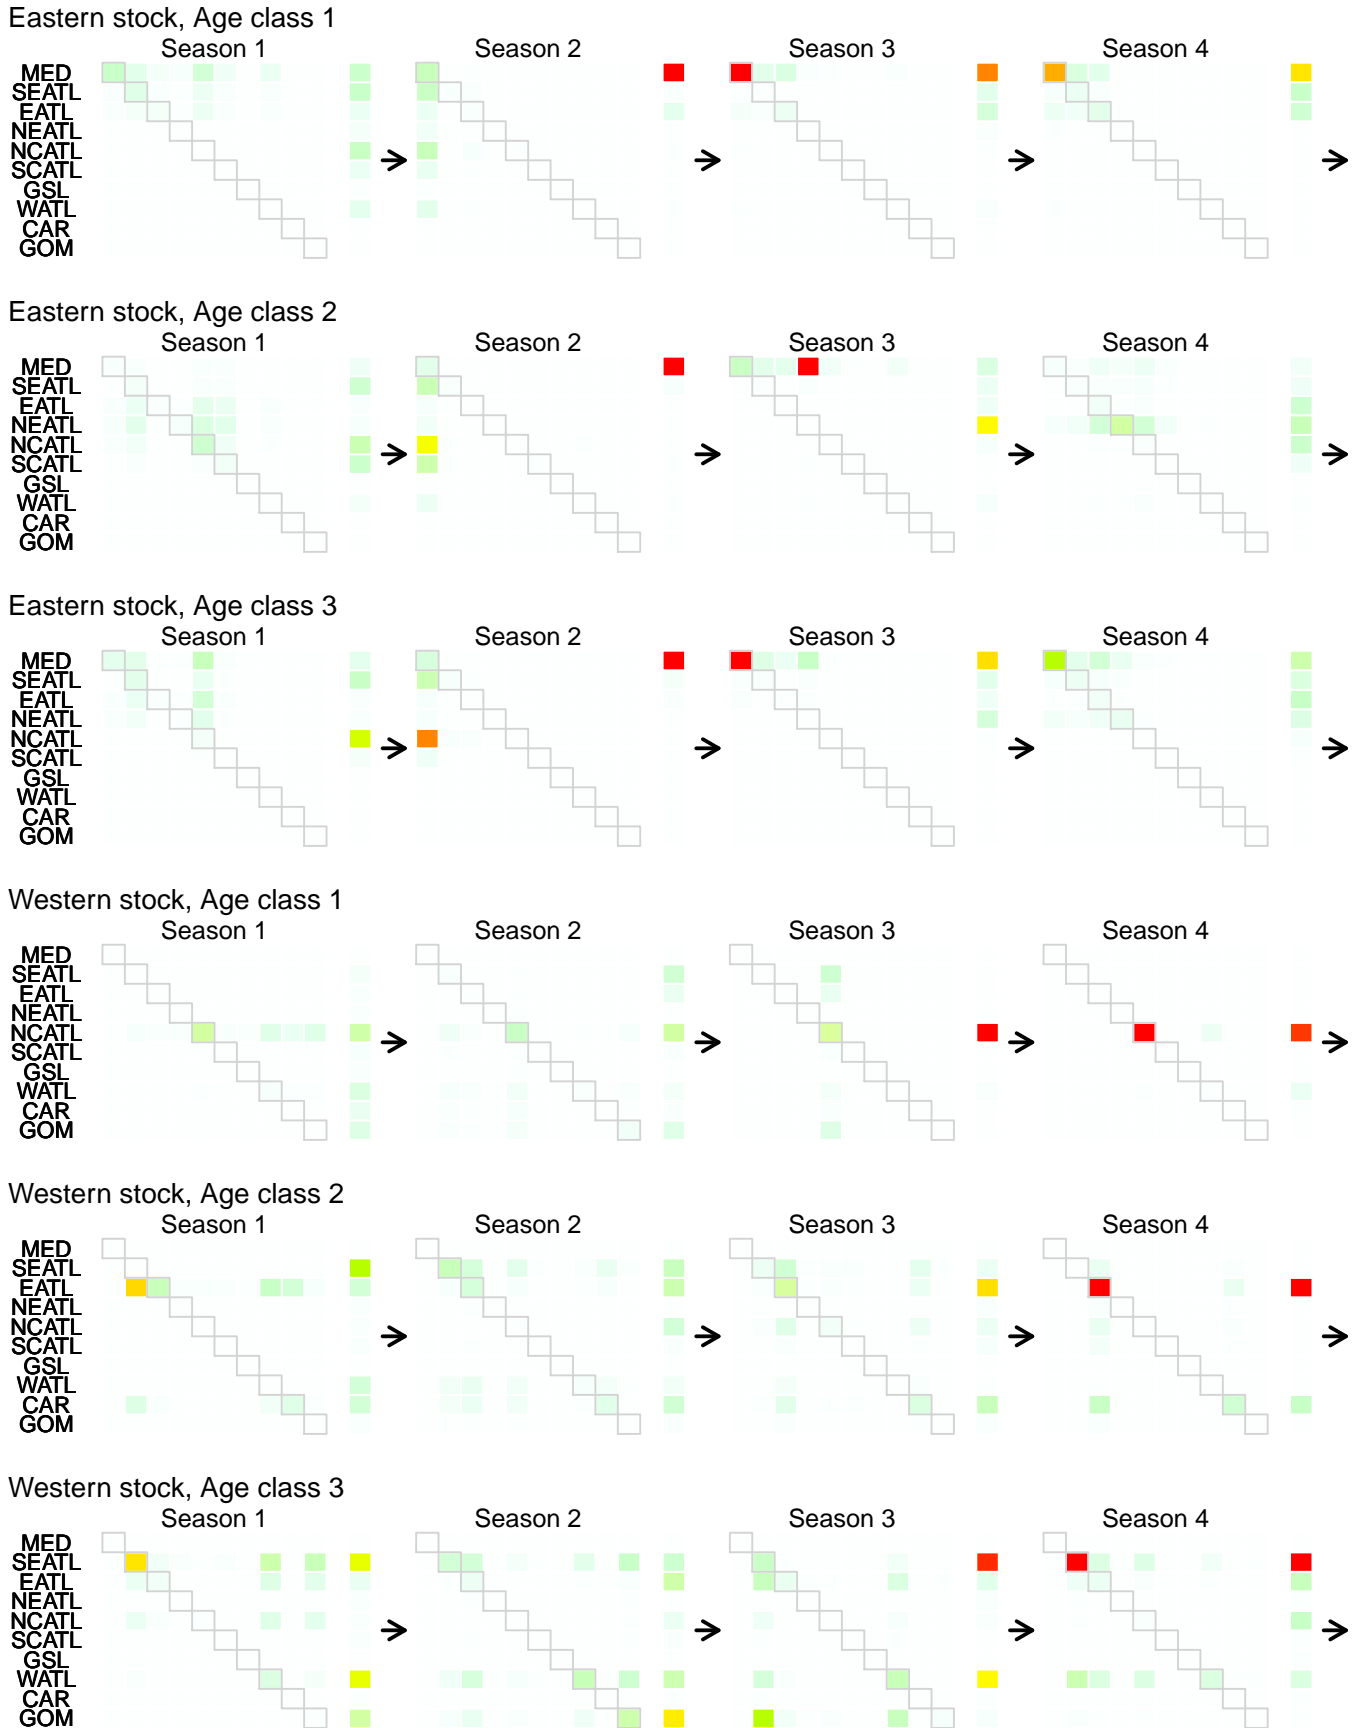 Eastern stock, Age class 1
Season 1 Season 2 Season 3 Season 4
MED
SEATL
EATL
NEATL
NCATL
SCATL
GSL
WATL
CAR
GOM
Eastern stock, Age class 2
Season 1 Season 2 Season 3 Season 4
MED
SEATL
EATL
NEATL
NCATL
SCATL
GSL
WATL
CAR
GOM
Eastern stock, Age class 3
Season 1 Season 2 Season 3 Season 4
MED
SEATL
EATL
NEATL
NCATL
SCATL
GSL
WATL
CAR
GOM
Western stock, Age class 1
Season 1 Season 2 Season 3 Season 4
MED
SEATL
EATL
NEATL
NCATL
SCATL
GSL
WATL
CAR
GOM
Western stock, Age class 2
Season 1 Season 2 Season 3 Season 4
MED
SEATL
EATL
NEATL
NCATL
SCATL
GSL
WATL
CAR
GOM
Western stock, Age class 3
Season 1 Season 2 Season 3 Season 4
MED
SEATL
EATL
NEATL
NCATL
SCATL
GSL
WATL
CAR
GOM